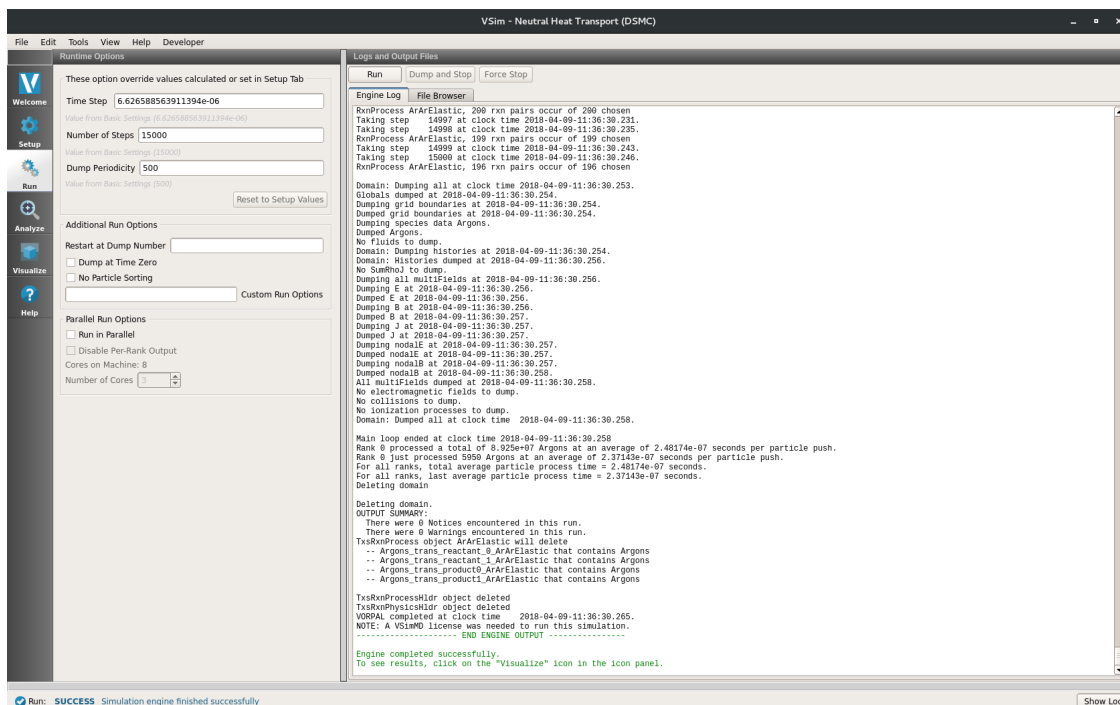 VSim - Neutral Heat Transport (DSMC)
File Edit Tools View Help Developer
Welcome
Setup
Run
Analyze
Visualize
Help
Runtime Options
These option override values calculated or set in Setup Tab
Time Step 6.626588563911394e-06
Value from Basic Settings (6.626588563911394e-06)
Number of Steps 15000
Value from Basic Settings (15000)
Dump Periodicity 500
Value from Basic Settings (500)
Reset to Setup Values
Additional Run Options
Restart at Dump Number
Dump at Time Zero
No Particle Sorting
Custom Run Options
Parallel Run Options
Run in Parallel
Disable Per-Rank Output
Cores on Machine: 8
Number of Cores 3
Logs and Output Files
Run Dump and Stop Force Stop
Engine Log File Browser
RxnProcess ArArElastic, 200 rxn pairs occur of 200 chosen
Taking step 14997 at clock time 2018-04-09-11:36:30.231.
Taking step 14998 at clock time 2018-04-09-11:36:30.235.
RxnProcess ArArElastic, 199 rxn pairs occur of 199 chosen
Taking step 14999 at clock time 2018-04-09-11:36:30.243.
Taking step 15000 at clock time 2018-04-09-11:36:30.246.
RxnProcess ArArElastic, 196 rxn pairs occur of 196 chosen
Domain: Dumping all at clock time 2018-04-09-11:36:30.253.
Globals dumped at 2018-04-09-11:36:30.254.
Dumping grid boundaries at 2018-04-09-11:36:30.254.
Dumped grid boundaries at 2018-04-09-11:36:30.254.
Dumping species data Argons.
Dumped Argons.
No fluids to dump.
Domain: Dumping histories at 2018-04-09-11:36:30.254.
Domain: Histories dumped at 2018-04-09-11:36:30.256.
No SumRhoJ to dump.
Dumping all multiFields at 2018-04-09-11:36:30.256.
Dumping E at 2018-04-09-11:36:30.256.
Dumped E at 2018-04-09-11:36:30.256.
Dumping B at 2018-04-09-11:36:30.256.
Dumped B at 2018-04-09-11:36:30.257.
Dumping J at 2018-04-09-11:36:30.257.
Dumped J at 2018-04-09-11:36:30.257.
Dumping nodalE at 2018-04-09-11:36:30.257.
Dumped nodalE at 2018-04-09-11:36:30.257.
Dumping nodalB at 2018-04-09-11:36:30.257.
Dumped nodalB at 2018-04-09-11:36:30.258.
All multiFields dumped at 2018-04-09-11:36:30.258.
No electromagnetic fields to dump.
No collisions to dump.
No ionization processes to dump.
Domain: Dumped all at clock time 2018-04-09-11:36:30.258.
Main loop ended at clock time 2018-04-09-11:36:30.258
Rank 0 processed a total of 8.925e+07 Argons at an average of 2.48174e-07 seconds per particle push.
Rank 0 just processed 5950 Argons at an average of 2.37143e-07 seconds per particle push.
For all ranks, total average particle process time = 2.48174e-07 seconds.
For all ranks, last average particle process time = 2.37143e-07 seconds.
Deleting domain
Deleting domain.
OUTPUT SUMMARY:
There were 0 Notices encountered in this run.
There were 0 Warnings encountered in this run.
TxsRxnProcess object ArArElastic will delete
-- Argons_trans_reactant_0_ArArElastic that contains Argons
-- Argons_trans_reactant_1_ArArElastic that contains Argons
-- Argons_trans_product0_ArArElastic that contains Argons
-- Argons_trans_product1_ArArElastic that contains Argons
TxsRxnProcessHldr object deleted
TxsRxnPhysicsHldr object deleted
VORPAL completed at clock time 2018-04-09-11:36:30.265.
NOTE: A VSimMD license was needed to run this simulation.
--------------------- END ENGINE OUTPUT ----------------
Engine completed successfully.
To see results, click on the "Visualize" icon in the icon panel.
Run: SUCCESS Simulation engine finished successfully
Show Log